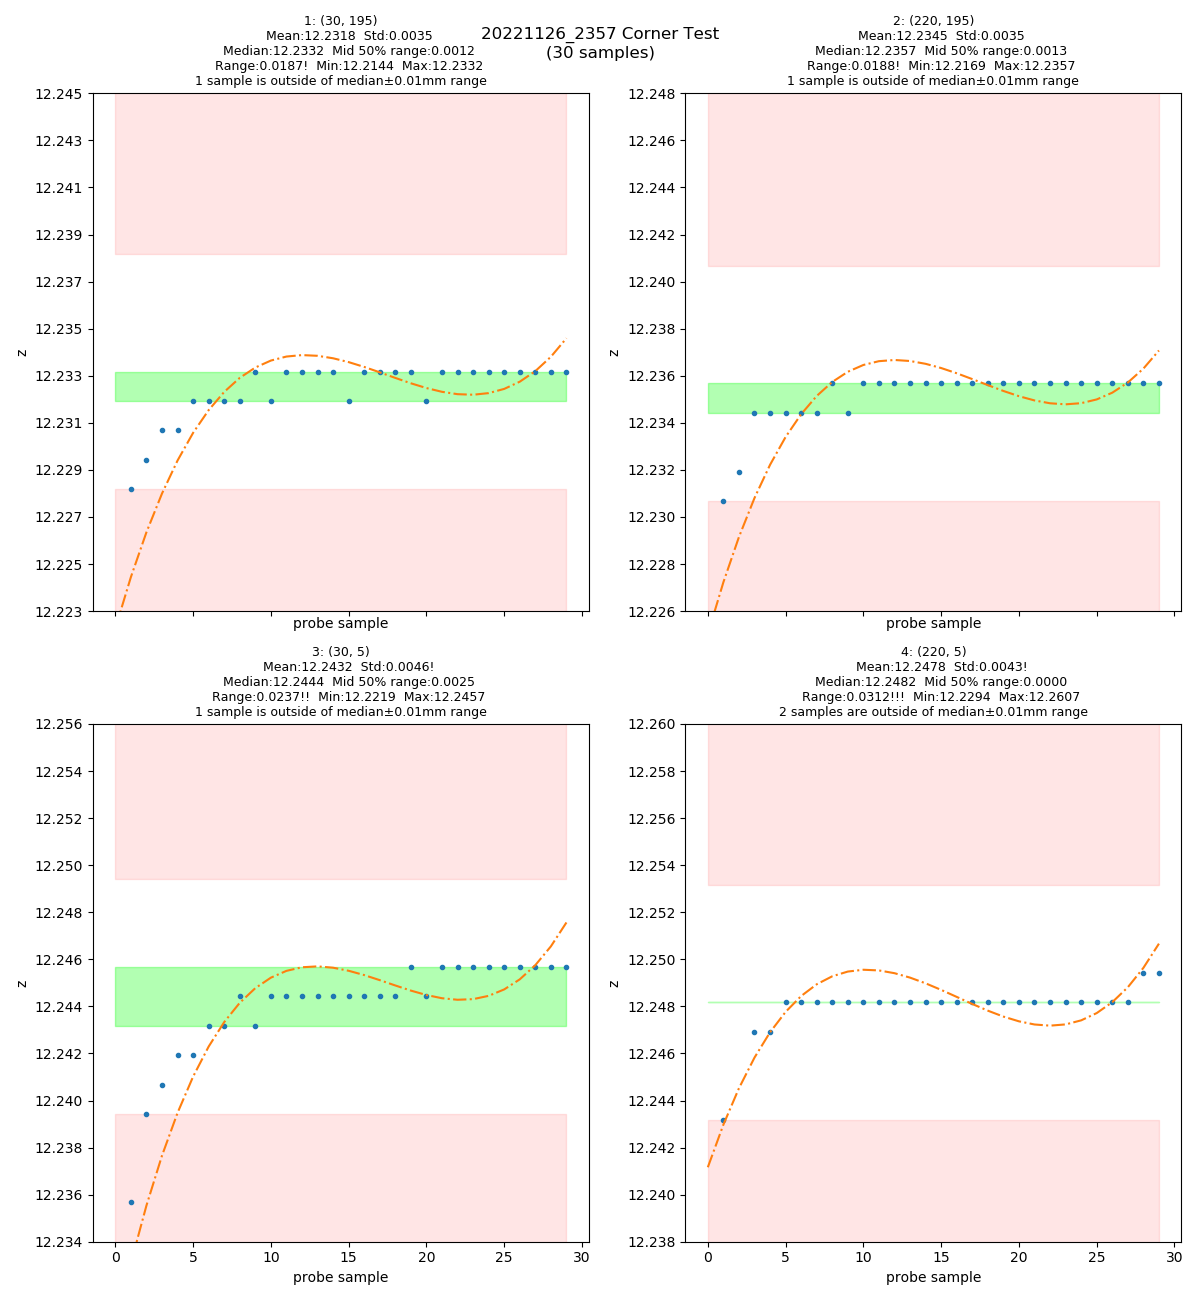 20221126_2357 Corner Test
(30 samples)
1: (30, 195)
Mean:12.2318 Std:0.0035
Median:12.2332 Mid 50% range:0.0012
Range:0.0187! Min:12.2144 Max:12.2332
1 sample is outside of median±0.01mm range
12.245
12.243
12.241
12.239
12.237
12.235
12.233
12.231
12.229
12.227
12.225
12.223
z
probe sample
2: (220, 195)
Mean:12.2345 Std:0.0035
Median:12.2357 Mid 50% range:0.0013
Range:0.0188! Min:12.2169 Max:12.2357
1 sample is outside of median±0.01mm range
12.248
12.246
12.244
12.242
12.240
12.238
12.236
12.234
12.232
12.230
12.228
12.226
z
probe sample
3: (30, 5)
Mean:12.2432 Std:0.0046!
Median:12.2444 Mid 50% range:0.0025
Range:0.0237!! Min:12.2219 Max:12.2457
1 sample is outside of median±0.01mm range
12.256
12.254
12.252
12.250
12.248
12.246
12.244
12.242
12.240
12.238
12.236
12.234
z
0 5 10 15 20 25 30
probe sample
4: (220, 5)
Mean:12.2478 Std:0.0043!
Median:12.2482 Mid 50% range:0.0000
Range:0.0312!!! Min:12.2294 Max:12.2607
2 samples are outside of median±0.01mm range
12.260
12.258
12.256
12.254
12.252
12.250
12.248
12.246
12.244
12.242
12.240
12.238
z
0 5 10 15 20 25 30
probe sample